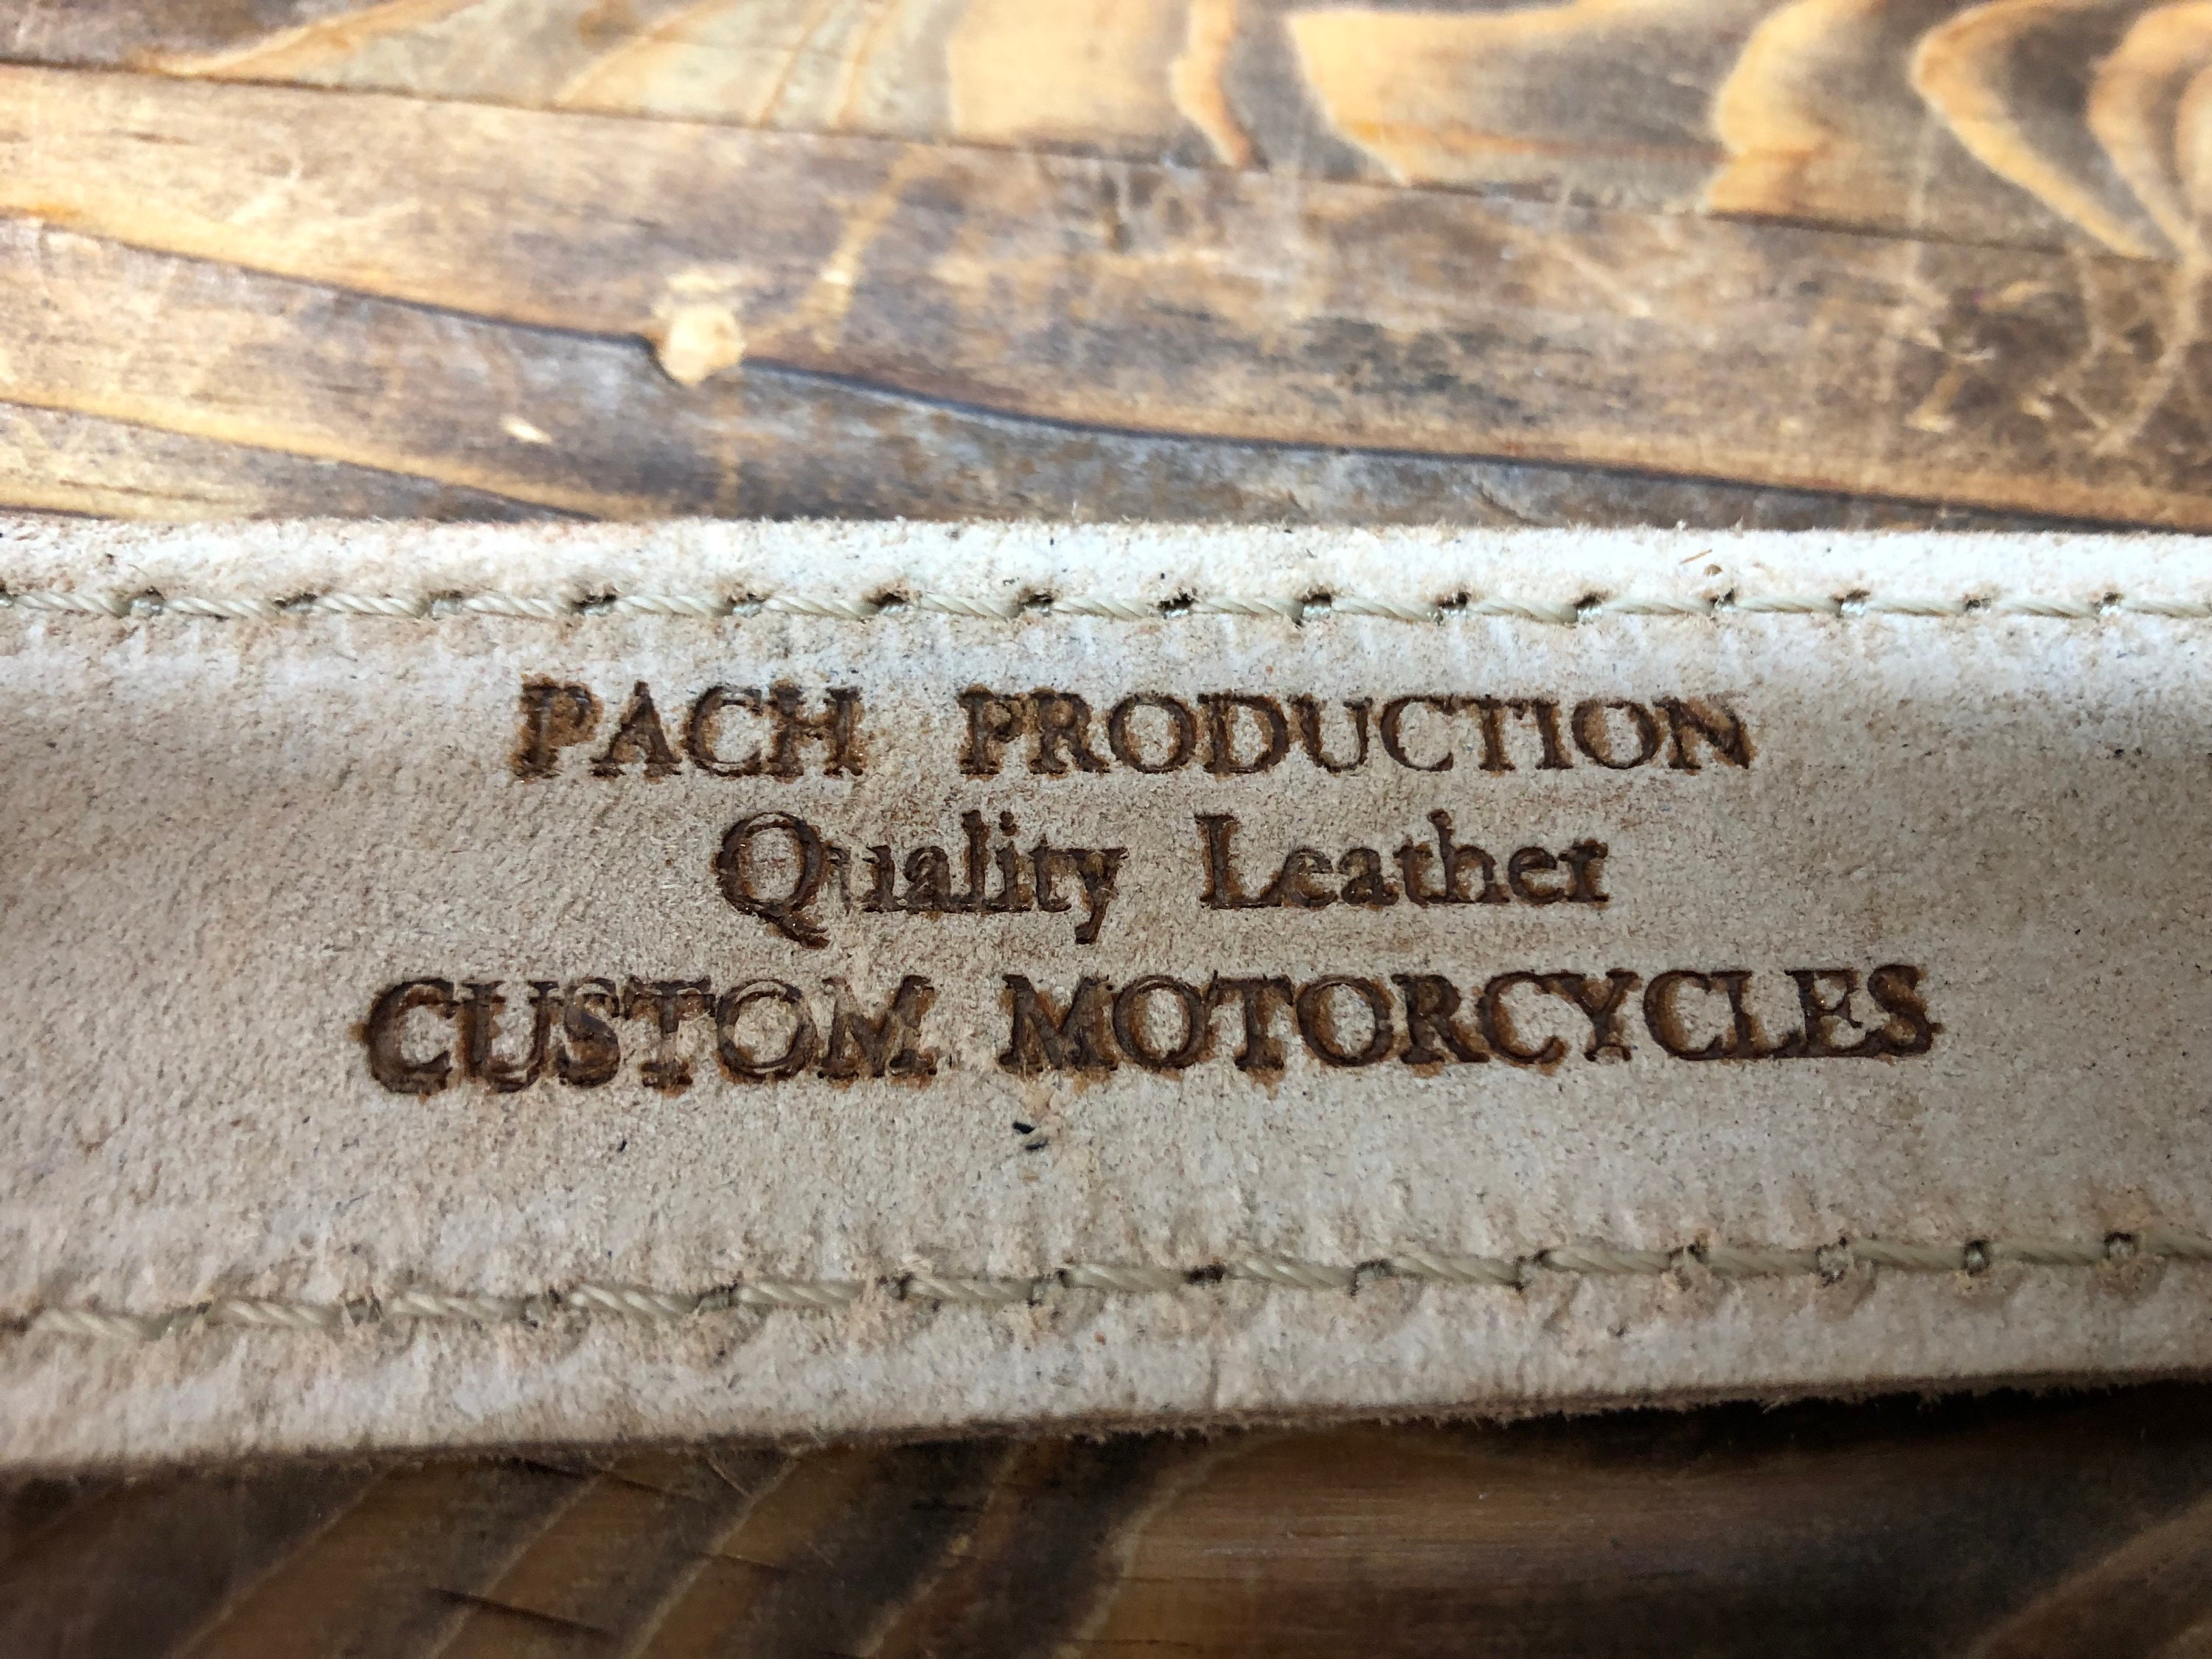 PACH PRODUCTION
Quality Leather
CUSTOM MOTORCYCLES